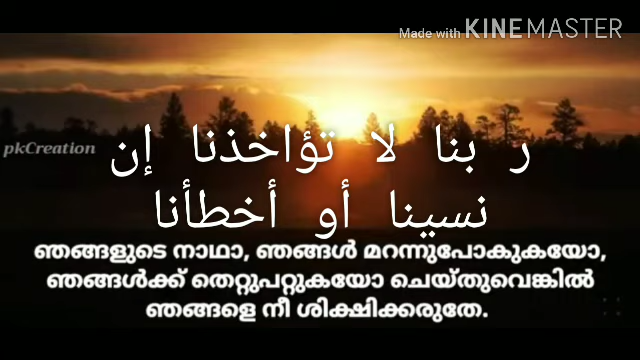 Made with KINEMASTER
pkCreation
ر بنا لا تؤاخذنا إن
نسينا أو أخطأنا
ഞങ്ങളുടെ നാഥാ, ഞങ്ങൾ മറന്നുപോകുകയോ,
ഞങ്ങൾക്ക് തെറ്റുപറ്റുകയോ ചെയ്തുവെങ്കിൽ
ഞങ്ങളെ നീ ശിക്ഷിക്കരുതേ.